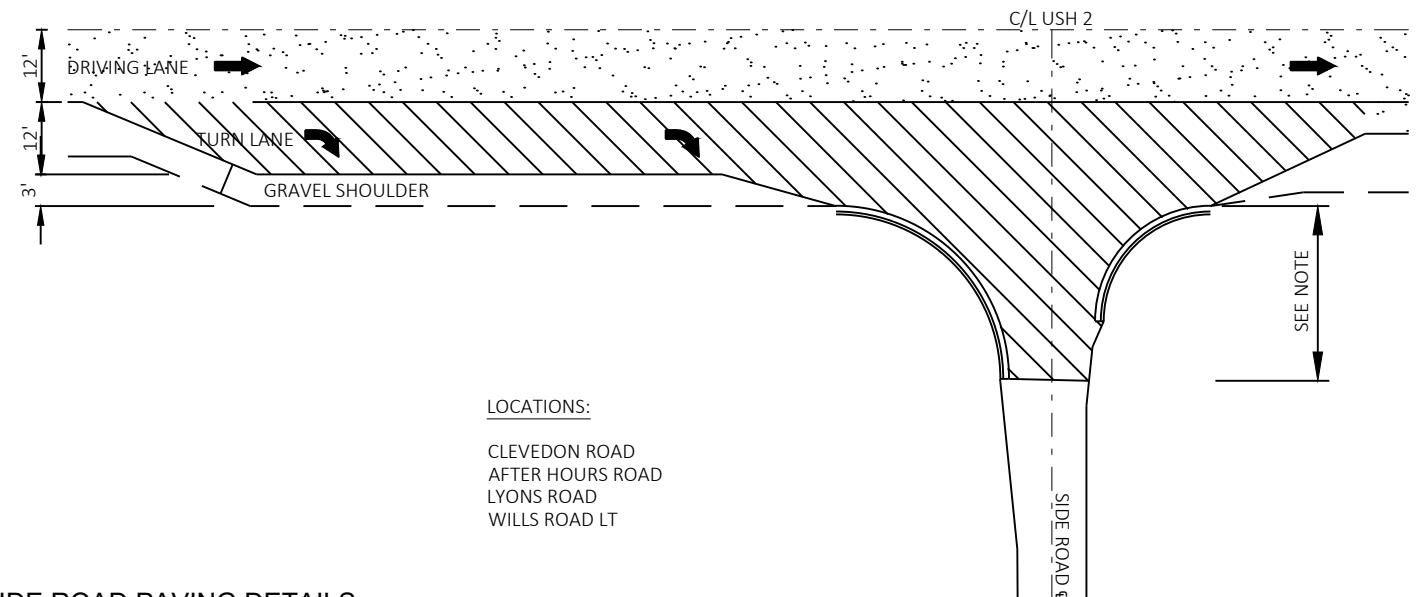 C/L USH 2
12'
DRIVING LANE
12'
TURN LANE
3'
GRAVEL SHOULDER
SEE NOTE
LOCATIONS:
CLEVEDON ROAD
AFTER HOURS ROAD
LYONS ROAD
WILLS ROAD LT
SIDE ROAD
IDE ROAD PAVING DETAILS